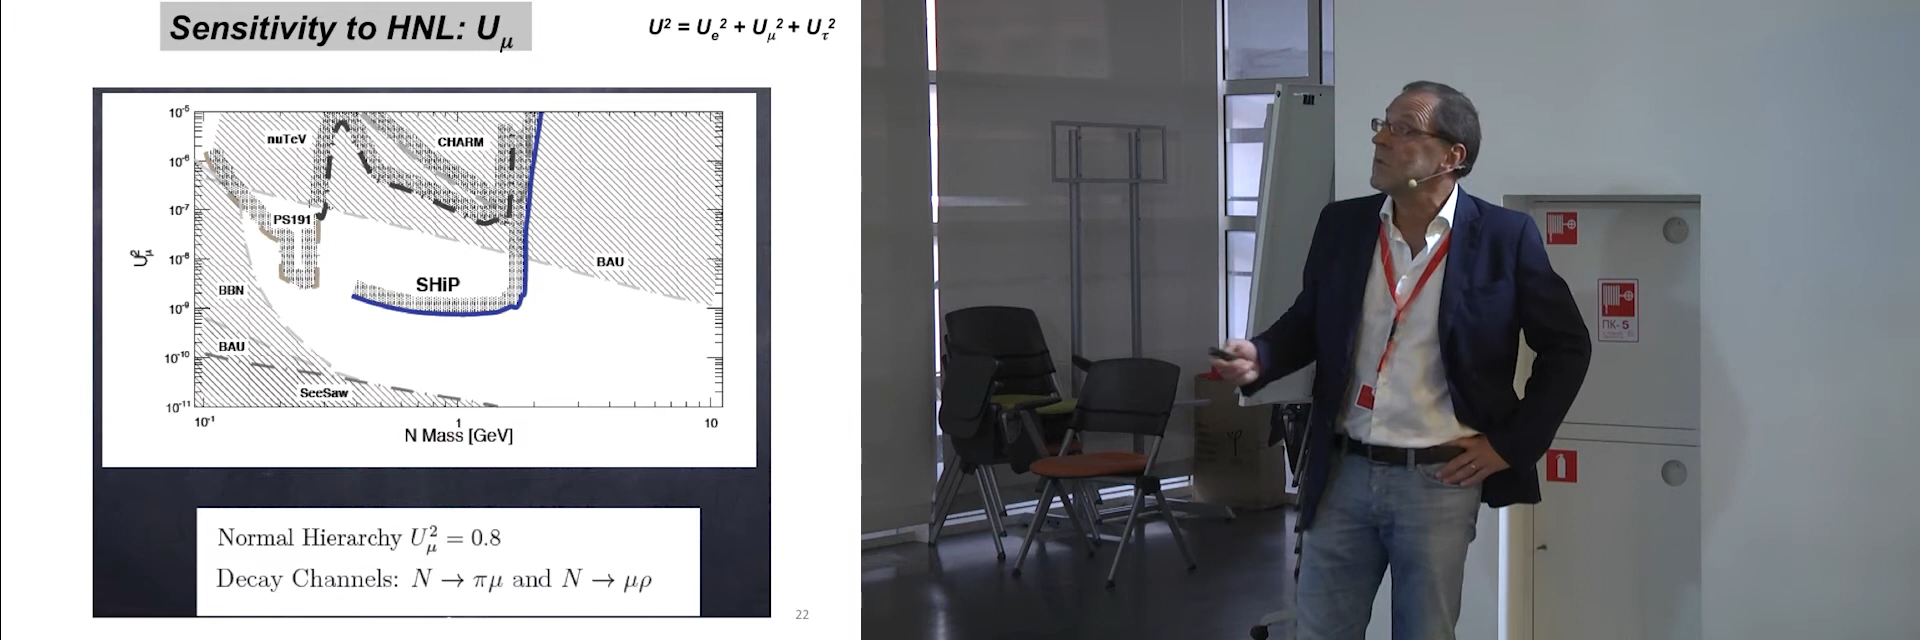 Sensitivity to HNL: Uμ
U² = Uₑ² + Uμ² + Uτ²
10⁻⁵
nuTeV
CHARM
10⁻⁶
10⁻⁷
PS191
Uμ²
10⁻⁸
BAU
BBN
SHiP
10⁻⁹
BAU
10⁻¹⁰
SeeSaw
10⁻¹¹
10⁻¹
1
10
N Mass [GeV]
Normal Hierarchy Uμ² = 0.8
Decay Channels: N → πμ and N → μρ
22
ПК- 5